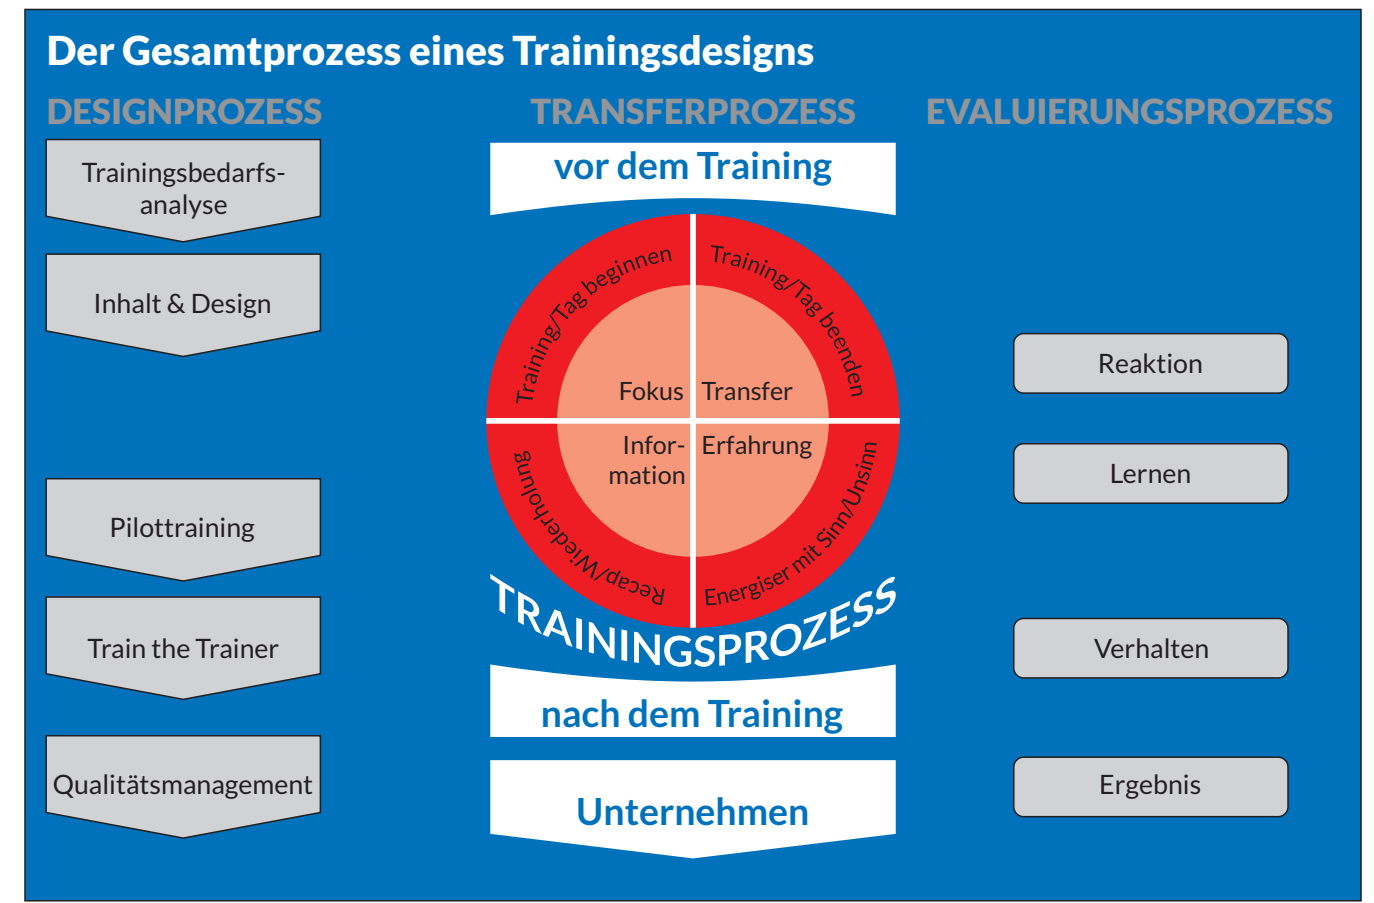 Der Gesamtprozess eines Trainingsdesigns
DESIGNPROZESS
Trainingsbedarfs-
analyse
Inhalt & Design
Pilottraining
Train the Trainer
Qualitätsmanagement
TRANSFERPROZESS
vor dem Training
Training/Tag beginnen
Training/Tag beenden
Fokus
Transfer
Infor-
mation
Erfahrung
Recap/Wiederholung
Energiser mit Sinn/Unsinn
TRAININGSPROZESS
nach dem Training
Unternehmen
EVALUIERUNGSPROZESS
Reaktion
Lernen
Verhalten
Ergebnis